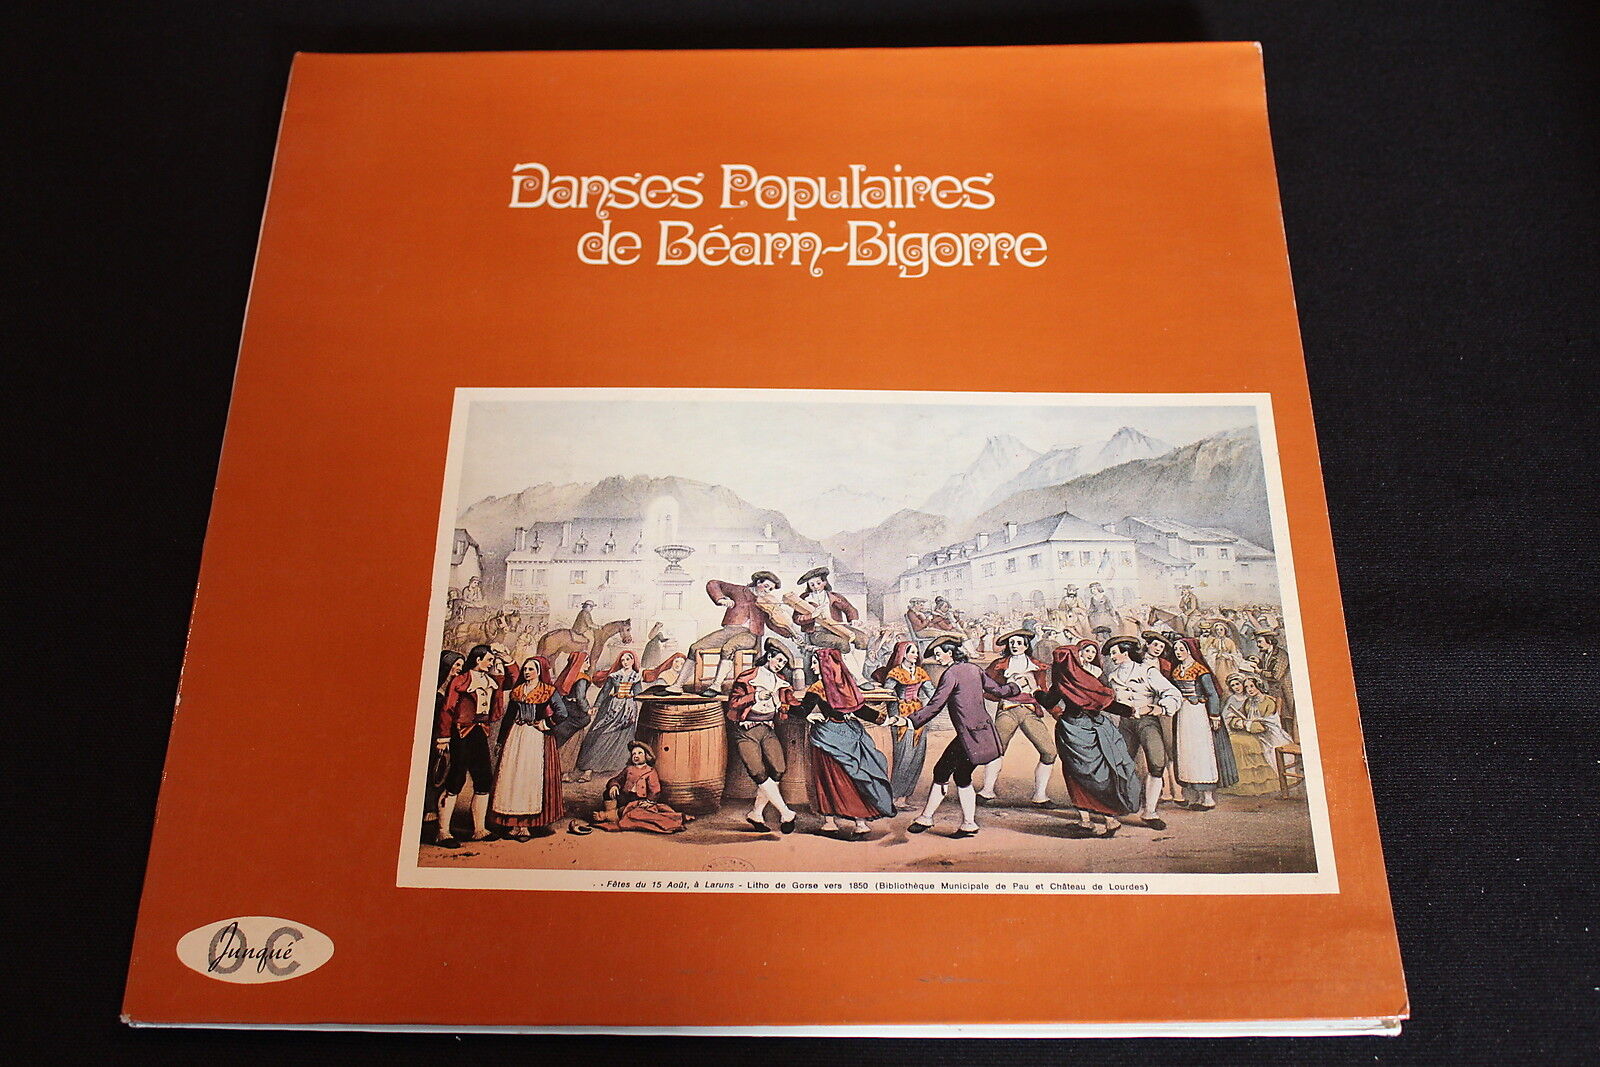 Danses Populaires
de Béarn-Bigorre
Fêtes du 15 Août, à Laruns - Litho de Gorse vers 1850 (Bibliothèque Municipale de Pau et Château de Lourdes)
Junqué
OC